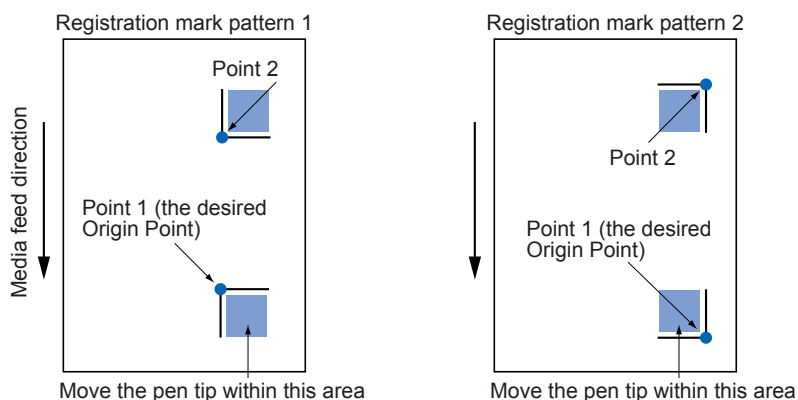 Registration mark pattern 1
Point 2
Media feed direction
Point 1 (the desired
Origin Point)
Move the pen tip within this area
Registration mark pattern 2
Point 2
Point 1 (the desired
Origin Point)
Move the pen tip within this area